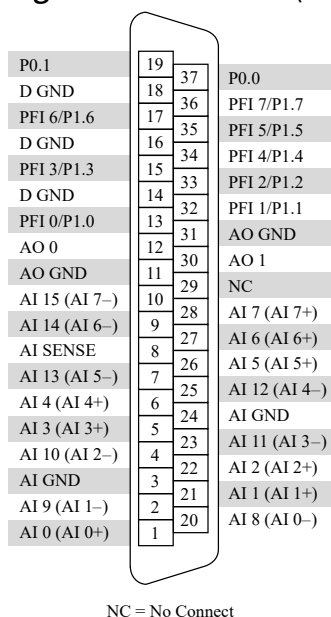 P0.1 19
37 P0.0
D GND 18
36 PFI 7/P1.7
PFI 6/P1.6 17
35 PFI 5/P1.5
D GND 16
34 PFI 4/P1.4
PFI 3/P1.3 15
33 PFI 2/P1.2
D GND 14
32 PFI 1/P1.1
PFI 0/P1.0 13
31 AO GND
AO 0 12
30 AO 1
AO GND 11
29 NC
AI 15 (AI 7–) 10
28 AI 7 (AI 7+)
AI 14 (AI 6–) 9
27 AI 6 (AI 6+)
AI SENSE 8
26 AI 5 (AI 5+)
AI 13 (AI 5–) 7
25 AI 12 (AI 4–)
AI 4 (AI 4+) 6
24 AI GND
AI 3 (AI 3+) 5
23 AI 11 (AI 3–)
AI 10 (AI 2–) 4
22 AI 2 (AI 2+)
AI GND 3
21 AI 1 (AI 1+)
AI 9 (AI 1–) 2
20 AI 8 (AI 0–)
AI 0 (AI 0+) 1
NC = No Connect